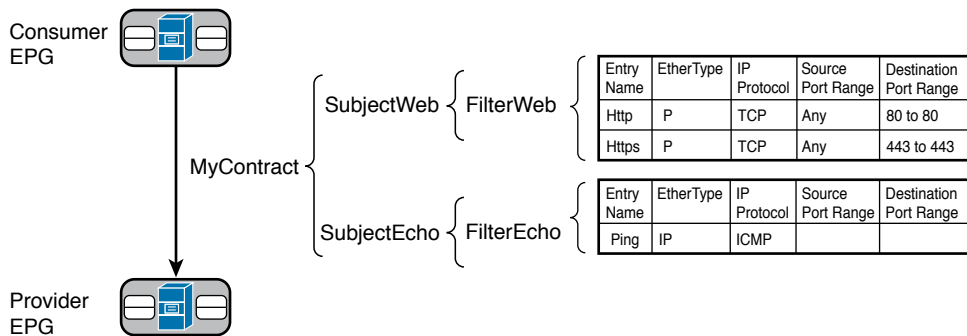 Consumer
EPG
MyContract
SubjectWeb
FilterWeb
Entry Name EtherType IP Protocol Source Port Range Destination Port Range
Http P TCP Any 80 to 80
Https P TCP Any 443 to 443
SubjectEcho
FilterEcho
Entry Name EtherType IP Protocol Source Port Range Destination Port Range
Ping IP ICMP
Provider
EPG